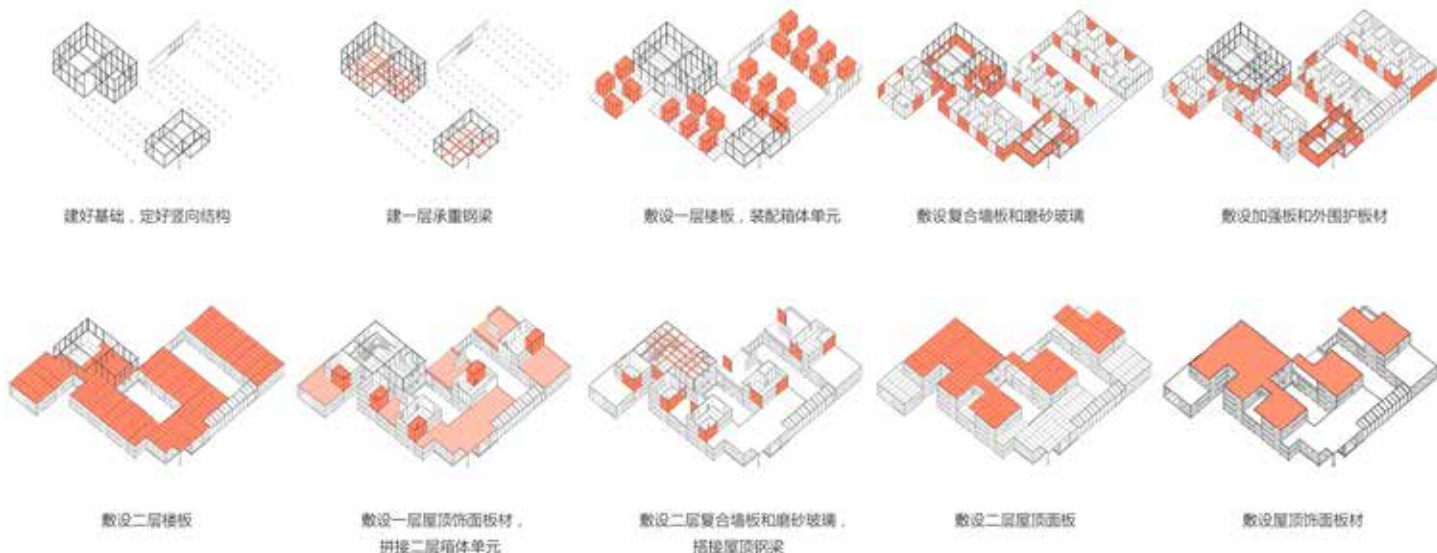 建好基础，定好竖向结构
建一层承重钢梁
敷设一层楼板，装配箱体单元
敷设复合墙板和磨砂玻璃
敷设加强板和外围护板材
敷设二层楼板
敷设一层屋顶饰面板材，
拼接二层箱体单元
敷设二层复合墙板和磨砂玻璃，
搭接屋顶钢梁
敷设二层屋顶面板
敷设屋顶饰面板材